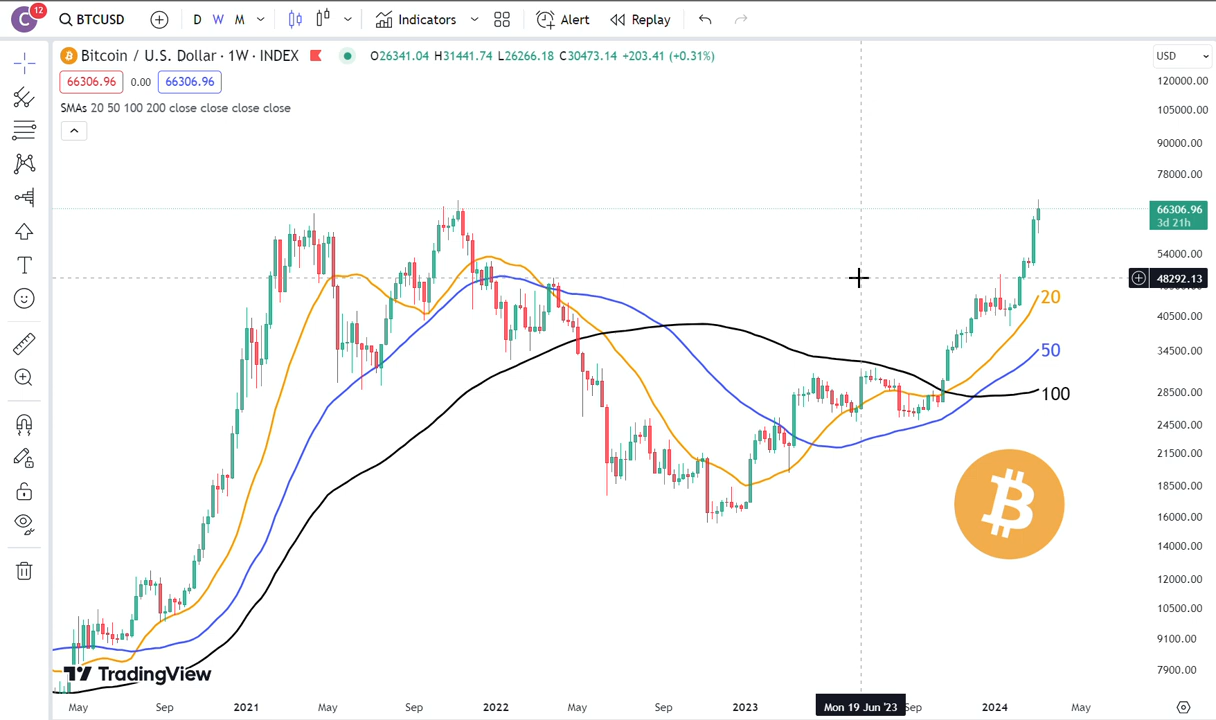 C 12 BTCUSD D W M Indicators Alert Replay
Bitcoin / U.S. Dollar · 1W · INDEX O26341.04 H31441.74 L26266.18 C30473.14 +203.41 (+0.31%)
USD
66306.96 0.00 66306.96
SMAs 20 50 100 200 close close close close
120000.00
105000.00
90000.00
78000.00
66306.96
3d 21h
54000.00
48292.13
40500.00
34500.00
28500.00
24500.00
21500.00
18500.00
16000.00
14000.00
12000.00
10500.00
9100.00
7900.00
20
50
100
TradingView
May Sep 2021 May Sep 2022 May Sep 2023 Mon 19 Jun '23 Sep 2024 May